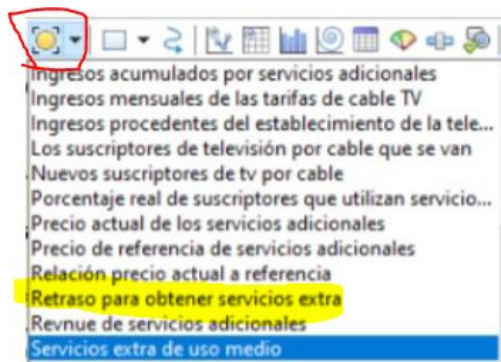 Ingresos acumulados por servicios adicionales
Ingresos mensuales de las tarifas de cable TV
Ingresos procedentes del establecimiento de la tele...
Los suscriptores de televisión por cable que se van
Nuevos suscriptores de tv por cable
Porcentaje real de suscriptores que utilizan servicio...
Precio actual de los servicios adicionales
Precio de referencia de servicios adicionales
Relación precio actual a referencia
Retraso para obtener servicios extra
Revnue de servicios adicionales
Servicios extra de uso medio